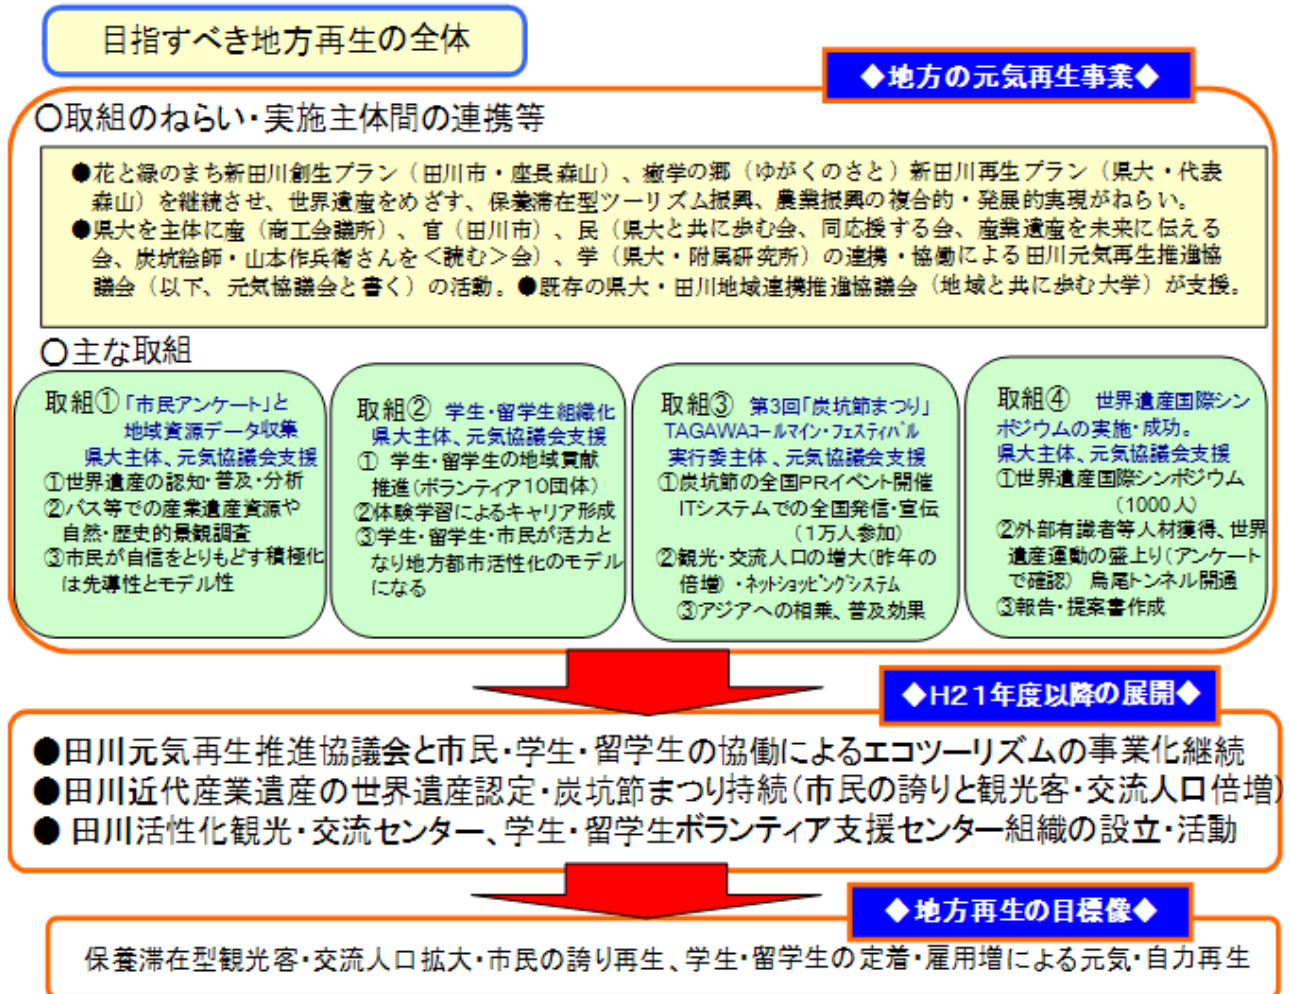 目指すべき地方再生の全体
◆地方の元気再生事業◆
○取組のねらい・実施主体間の連携等
●花と緑のまち新田川創生プラン（田川市・座長森山）、癒学の郷（ゆがくのさと）新田川再生プラン（県大・代表
森山）を継続させ、世界遺産をめざす、保養滞在型ツーリズム振興、農業振興の複合的・発展的実現がねらい。
●県大を主体に産（商工会議所）、官（田川市）、民（県大と共に歩む会、同応援する会、産業遺産を未来に伝える
会、炭坑絵師・山本作兵衛さんを＜読む＞会）、学（県大・附属研究所）の連携・協働による田川元気再生推進協
議会（以下、元気協議会と書く）の活動。●既存の県大・田川地域連携推進協議会（地域と共に歩む大学）が支援。
○主な取組
取組①「市民アンケート」と
地域資源データ収集
県大主体、元気協議会支援
①世界遺産の認知・普及・分析
②バス等での産業遺産資源や
自然・歴史的景観調査
③市民が自信をとりもどす積極化
は先導性とモデル性
取組② 学生・留学生組織化
県大主体、元気協議会支援
① 学生・留学生の地域貢献
推進（ボランティア10団体）
②体験学習によるキャリア形成
③学生・留学生・市民が活力と
なり地方都市活性化のモデル
になる
取組③ 第3回「炭坑節まつり」
TAGAWAコールマイン・フェスティバル
実行委主体、元気協議会支援
①炭坑節の全国PRイベント開催
ITシステムでの全国発信・宣伝
（1万人参加）
②観光・交流人口の増大（昨年の
倍増）・ネットショッピングシステム
③アジアへの相乗、普及効果
取組④ 世界遺産国際シン
ポジウムの実施・成功。
県大主体、元気協議会支援
①世界遺産国際シンポジウム
（1000人）
②外部有識者等人材獲得、世界
遺産運動の盛上り（アンケート
で確認） 烏尾トンネル開通
③報告・提案書作成
◆H21年度以降の展開◆
●田川元気再生推進協議会と市民・学生・留学生の協働によるエコツーリズムの事業化継続
●田川近代産業遺産の世界遺産認定・炭坑節まつり持続（市民の誇りと観光客・交流人口倍増）
● 田川活性化観光・交流センター、学生・留学生ボランティア支援センター組織の設立・活動
◆地方再生の目標像◆
保養滞在型観光客・交流人口拡大・市民の誇り再生、学生・留学生の定着・雇用増による元気・自力再生